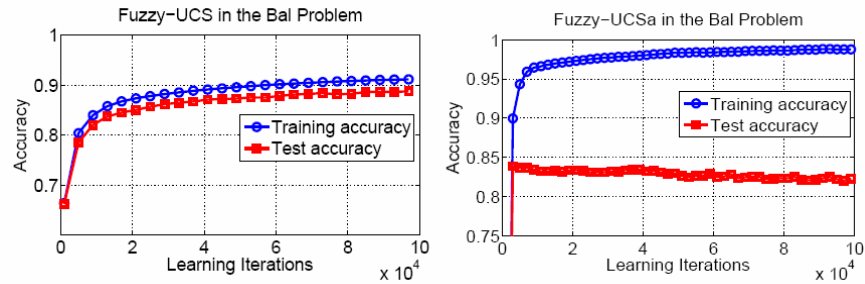 Fuzzy-UCS in the Bal Problem
1
0.9
0.8
0.7
Accuracy
Training accuracy
Test accuracy
0 2 4 6 8 10
Learning Iterations
x 10^4
Fuzzy-UCSa in the Bal Problem
1
0.95
0.9
0.85
0.8
0.75
Accuracy
Training accuracy
Test accuracy
0 2 4 6 8 10
Learning Iterations
x 10^4